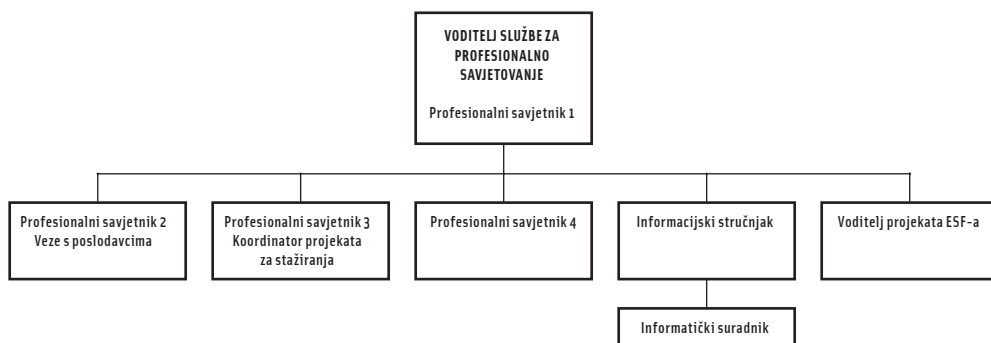 VODITELJ SLUŽBE ZA
PROFESIONALNO
SAVJETOVANJE
Profesionalni savjetnik 1
Profesionalni savjetnik 2
Veze s poslodavcima
Profesionalni savjetnik 3
Koordinator projekata
za stažiranja
Profesionalni savjetnik 4
Informacijski stručnjak
Voditelj projekata ESF-a
Informatički suradnik